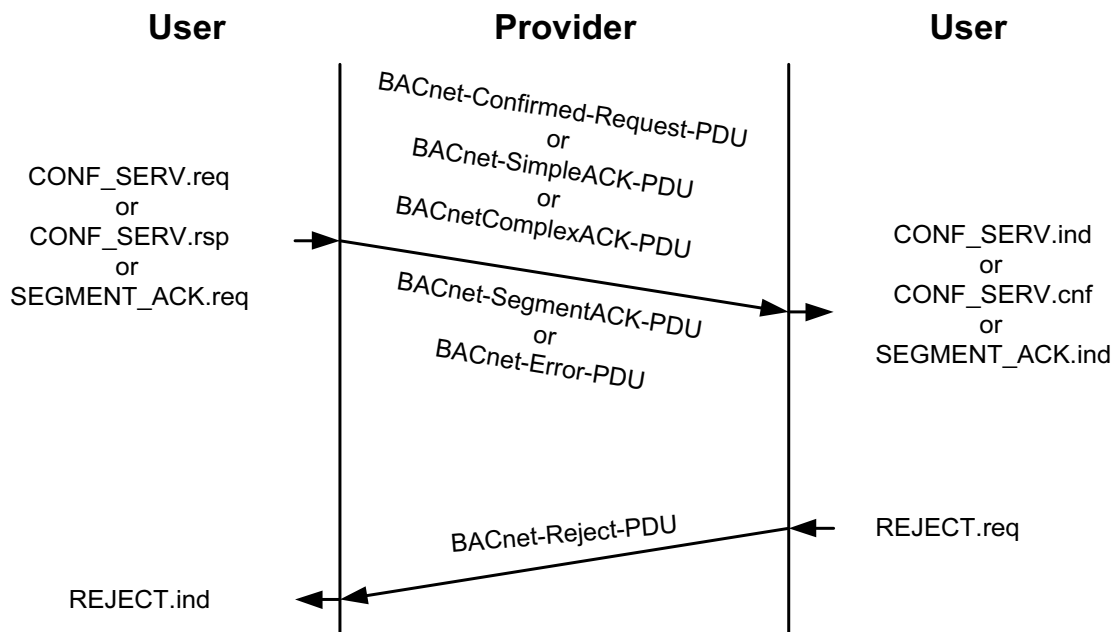 User
Provider
User
BACnet-Confirmed-Request-PDU
or
BACnet-SimpleACK-PDU
or
BACnetComplexACK-PDU
CONF_SERV.req
or
CONF_SERV.rsp
or
SEGMENT_ACK.req
CONF_SERV.ind
or
CONF_SERV.cnf
or
SEGMENT_ACK.ind
BACnet-SegmentACK-PDU
or
BACnet-Error-PDU
BACnet-Reject-PDU
REJECT.req
REJECT.ind